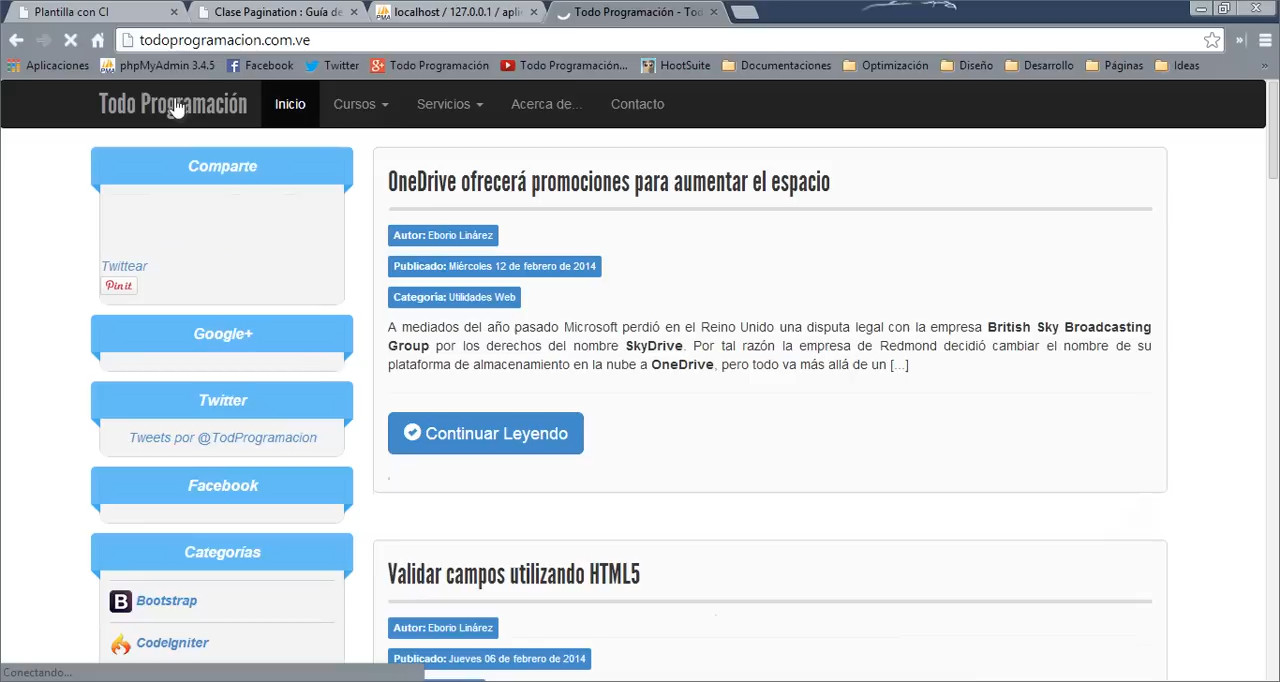 Plantilla con CI
Clase Pagination : Guía de
localhost / 127.0.0.1 / apli
Todo Programación - Tod
todoprogramacion.com.ve
Aplicaciones
phpMyAdmin 3.4.5
Facebook
Twitter
Todo Programación
Todo Programación...
HootSuite
Documentaciones
Optimización
Diseño
Desarrollo
Páginas
Ideas
Todo Programación
Inicio
Cursos
Servicios
Acerca de...
Contacto
Comparte
Twittear
Pinit
Google+
Twitter
Tweets por @TodProgramacion
Facebook
Categorías
Bootstrap
CodeIgniter
OneDrive ofrecerá promociones para aumentar el espacio
Autor: Eborio Linárez
Publicado: Miércoles 12 de febrero de 2014
Categoría: Utilidades Web
A mediados del año pasado Microsoft perdió en el Reino Unido una disputa legal con la empresa British Sky Broadcasting
Group por los derechos del nombre SkyDrive. Por tal razón la empresa de Redmond decidió cambiar el nombre de su
plataforma de almacenamiento en la nube a OneDrive, pero todo va más allá de un [...]
Continuar Leyendo
Validar campos utilizando HTML5
Autor: Eborio Linárez
Publicado: Jueves 06 de febrero de 2014
Conectando...